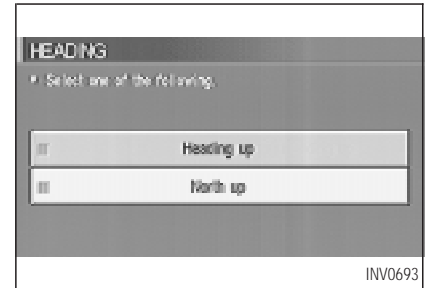 HEADING
Select one of the following.
Heading up
North up
INV0693